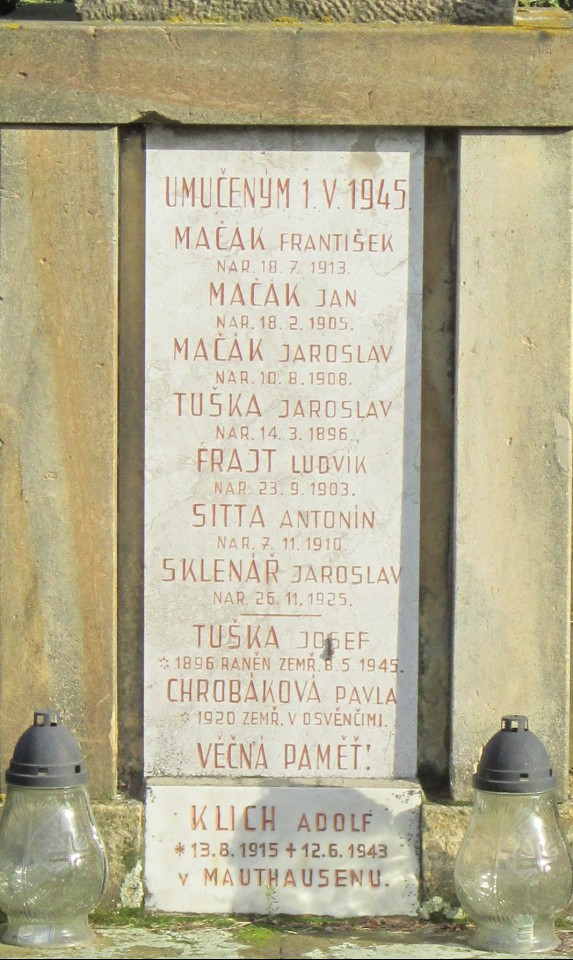 UMUČENÝM 1. V. 1945.
MAČÁK FRANTIŠEK
NAR. 18. 7. 1913.
MAČÁK JAN
NAR. 18. 2. 1905.
MAČÁK JAROSLAV
NAR. 10. 8. 1908.
TUŠKA JAROSLAV
NAR. 14. 3. 1896.
FRAJT LUDVÍK
NAR. 23. 9. 1903.
SITTA ANTONÍN
NAR. 7. 11. 1910.
SKLENÁŘ JAROSLAV
NAR. 26. 11. 1925.
TUŠKA JOSEF
* 1896 RANĚN ZEMŘ. 8. 5 1945.
CHROBÁKOVÁ PAVLA
* 1920 ZEMŘ. V OSVĚNČIMI.
VĚČNÁ PAMĚŤ!
KLICH ADOLF
* 13. 8. 1915 + 12. 6. 1943
V MAUTHAUSENU.